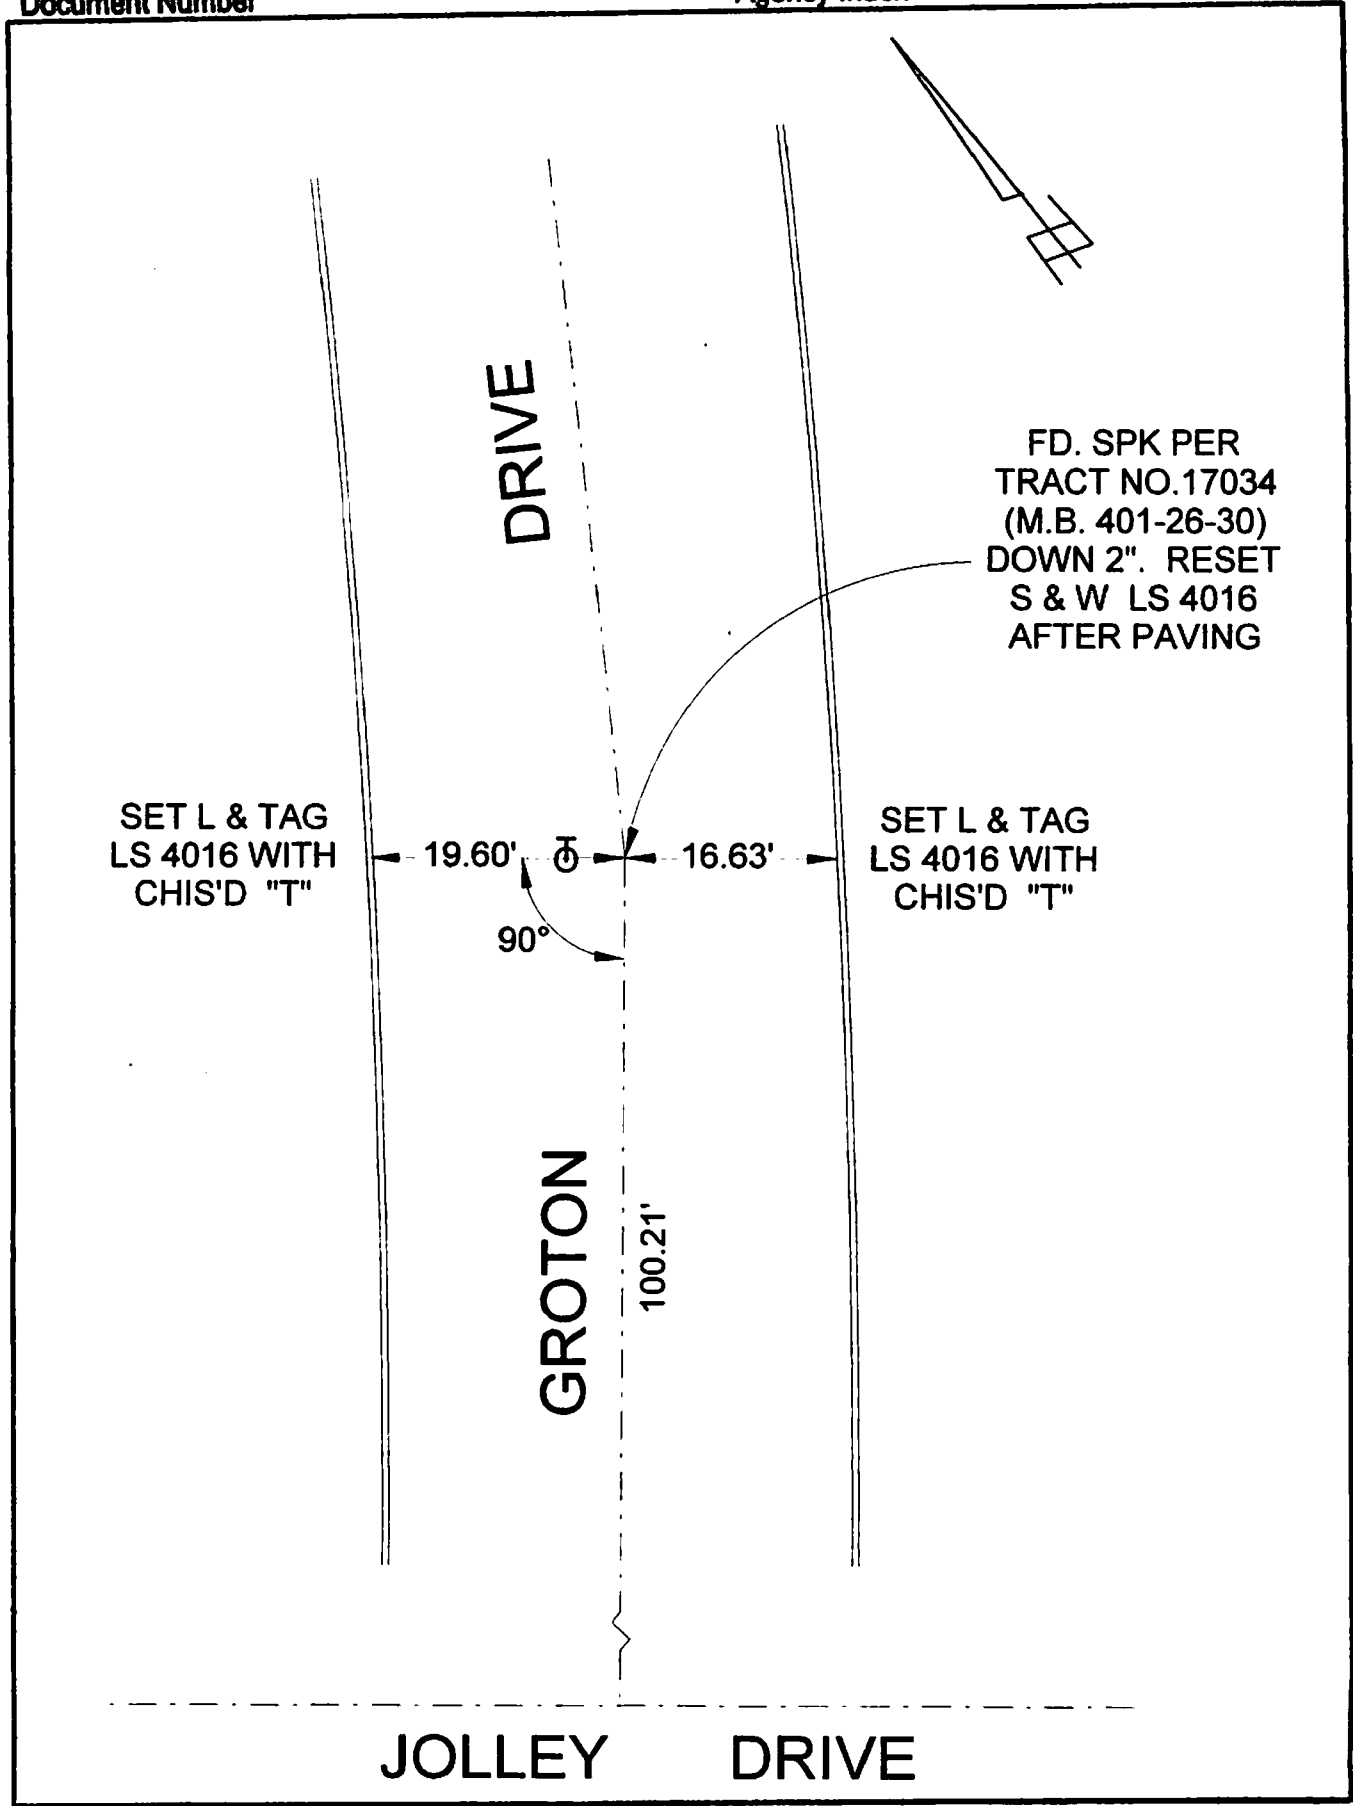 Document Number
Agency Index
DRIVE
FD. SPK PER
TRACT NO.17034
(M.B. 401-26-30)
DOWN 2". RESET
S & W LS 4016
AFTER PAVING
SET L & TAG
LS 4016 WITH
CHIS'D "T"
19.60'
16.63'
SET L & TAG
LS 4016 WITH
CHIS'D "T"
90°
GROTON
100.21'
JOLLEY DRIVE